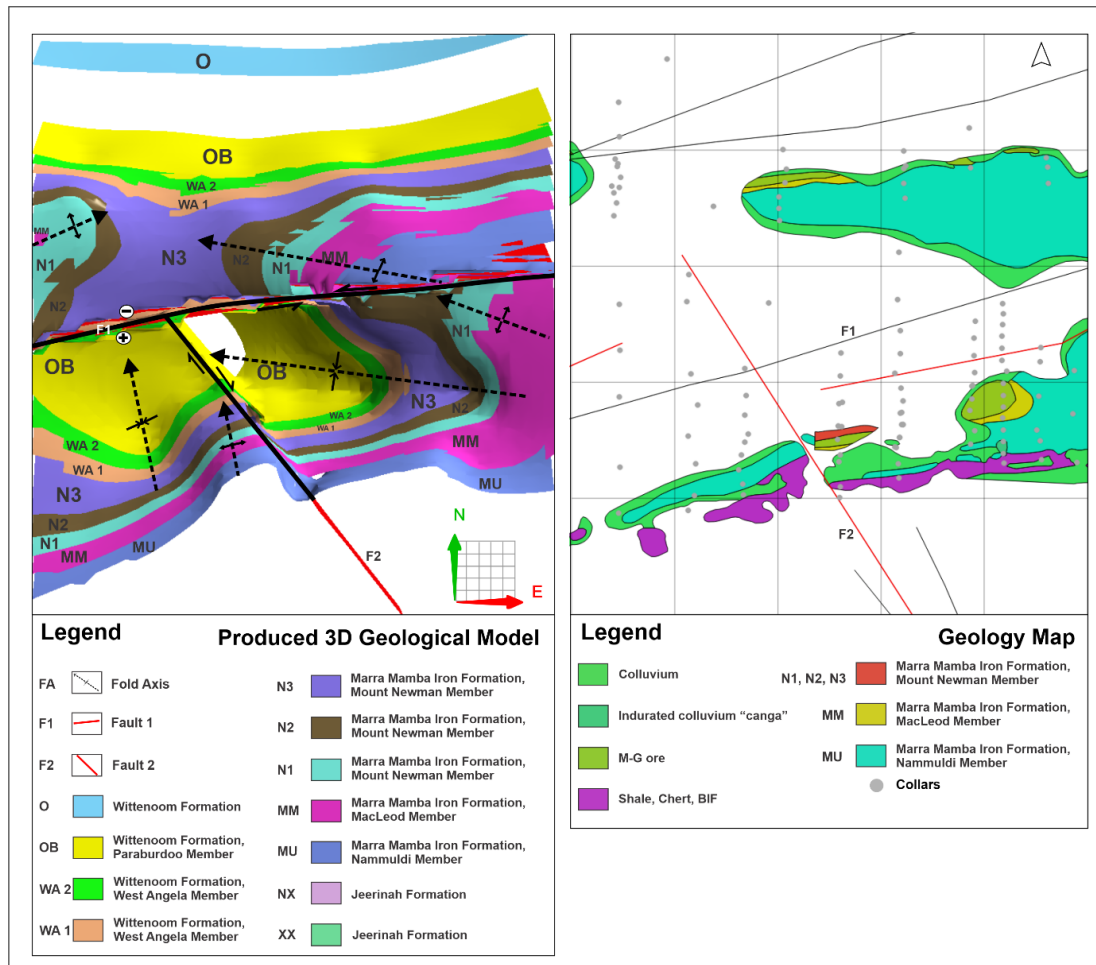 O
OB
WA 2
WA 1
MM
N1
N2
N3
N2
N1
MM
N1
F1
OB
OB
WA 2
WA 1
N3
N2
MM
WA 2
WA 1
N3
N2
N1
MM
MU
MU
F2
N
E
F1
F2
Legend
Produced 3D Geological Model
FA Fold Axis
F1 Fault 1
F2 Fault 2
O Wittenoom Formation
OB Wittenoom Formation,
Paraburdoo Member
WA 2 Wittenoom Formation,
West Angela Member
WA 1 Wittenoom Formation,
West Angela Member
N3 Marra Mamba Iron Formation,
Mount Newman Member
N2 Marra Mamba Iron Formation,
Mount Newman Member
N1 Marra Mamba Iron Formation,
Mount Newman Member
MM Marra Mamba Iron Formation,
MacLeod Member
MU Marra Mamba Iron Formation,
Nammuldi Member
NX Jeerinah Formation
XX Jeerinah Formation
Legend
Geology Map
Colluvium
Indurated colluvium “canga”
M-G ore
Shale, Chert, BIF
N1, N2, N3 Marra Mamba Iron Formation,
Mount Newman Member
MM Marra Mamba Iron Formation,
MacLeod Member
MU Marra Mamba Iron Formation,
Nammuldi Member
Collars